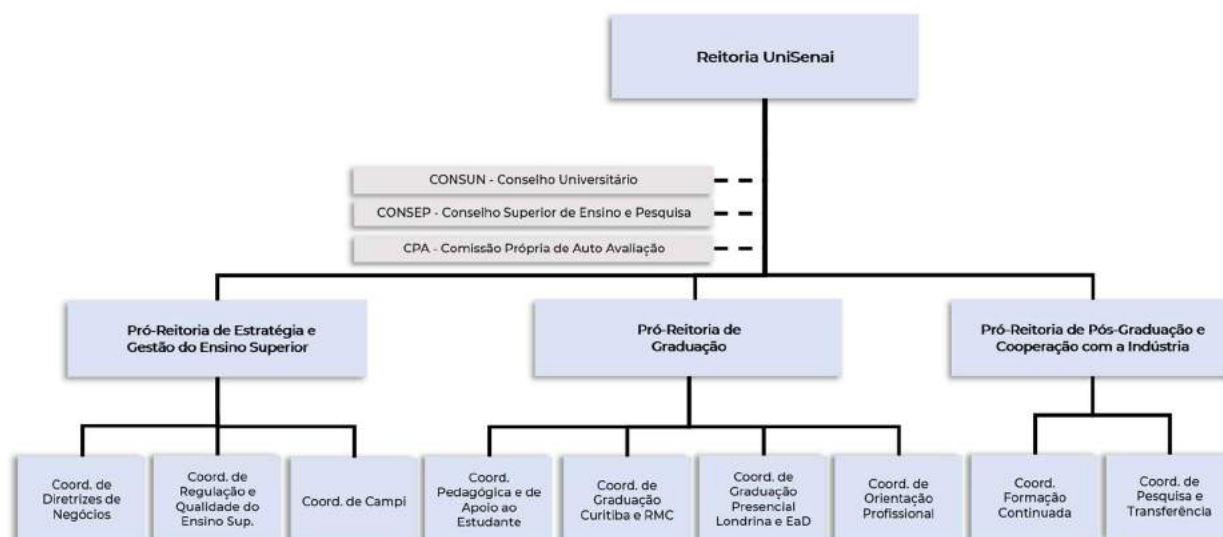 Reitoria UniSenai
CONSUN - Conselho Universitário
CONSEP - Conselho Superior de Ensino e Pesquisa
CPA - Comissão Própria de Auto Avaliação
Pró-Reitoria de Estratégia e
Gestão do Ensino Superior
Pró-Reitoria de
Graduação
Pró-Reitoria de Pós-Graduação e
Cooperação com a Indústria
Coord. de
Diretrizes de
Negócios
Coord. de
Regulação e
Qualidade do
Ensino Sup.
Coord. de Campi
Coord.
Pedagógica e de
Apoio ao
Estudante
Coord. de
Graduação
Curitiba e RMC
Coord. de
Graduação
Presencial
Londrina e EaD
Coord. de
Orientação
Profissional
Coord.
Formação
Continuada
Coord. de
Pesquisa e
Transferência